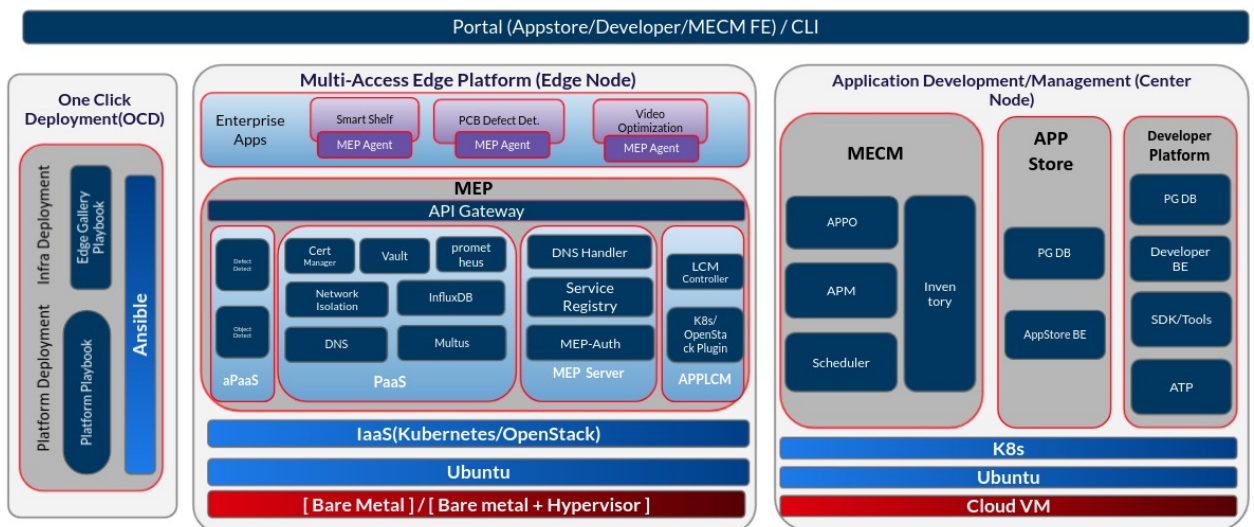 Portal (Appstore/Developer/MECM FE) / CLI
One Click
Deployment(OCD)
Infra Deployment
Edge Gallery
Playbook
Platform Deployment
Platform Playbook
Ansible
Multi-Access Edge Platform (Edge Node)
Enterprise
Apps
Smart Shelf
MEP Agent
PCB Defect Det.
MEP Agent
Video
Optimization
MEP Agent
MEP
API Gateway
Defect
Detect
Object
Detect
aPaaS
Cert
Manager
Vault
promet
heus
Network
Isolation
InfluxDB
DNS
Multus
PaaS
DNS Handler
Service
Registry
MEP-Auth
MEP Server
LCM
Controller
K8s/
OpenSta
ck Plugin
APPLCM
IaaS(Kubernetes/OpenStack)
Ubuntu
[ Bare Metal ] / [ Bare metal + Hypervisor ]
Application Development/Management (Center
Node)
MECM
APPO
APM
Scheduler
Inven
tory
APP
Store
PG DB
AppStore BE
Developer
Platform
PG DB
Developer
BE
SDK/Tools
ATP
K8s
Ubuntu
Cloud VM